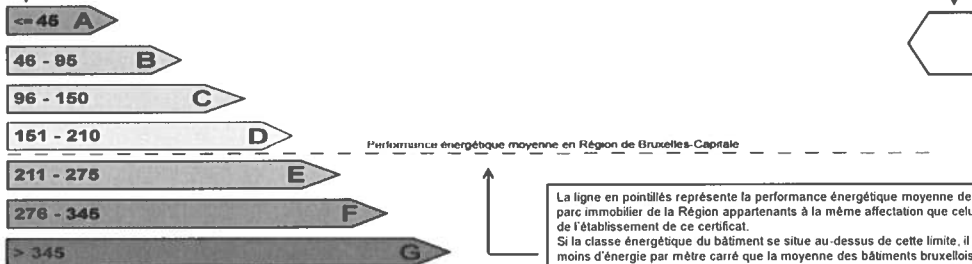 <= 45 A
46 - 95 B
96 - 150 C
151 - 210 D
Performance énergétique moyenne en Région de Bruxelles-Capitale
211 - 275 E
276 - 345 F
> 345 G
La ligne en pointillés représente la performance énergétique moyenne de
parc immobilier de la Région appartenants à la même affectation que celu
de l'établissement de ce certificat.
Si la classe énergétique du bâtiment se situe au-dessus de cette limite, il
moins d'énergie par mètre carré que la moyenne des bâtiments bruxellois